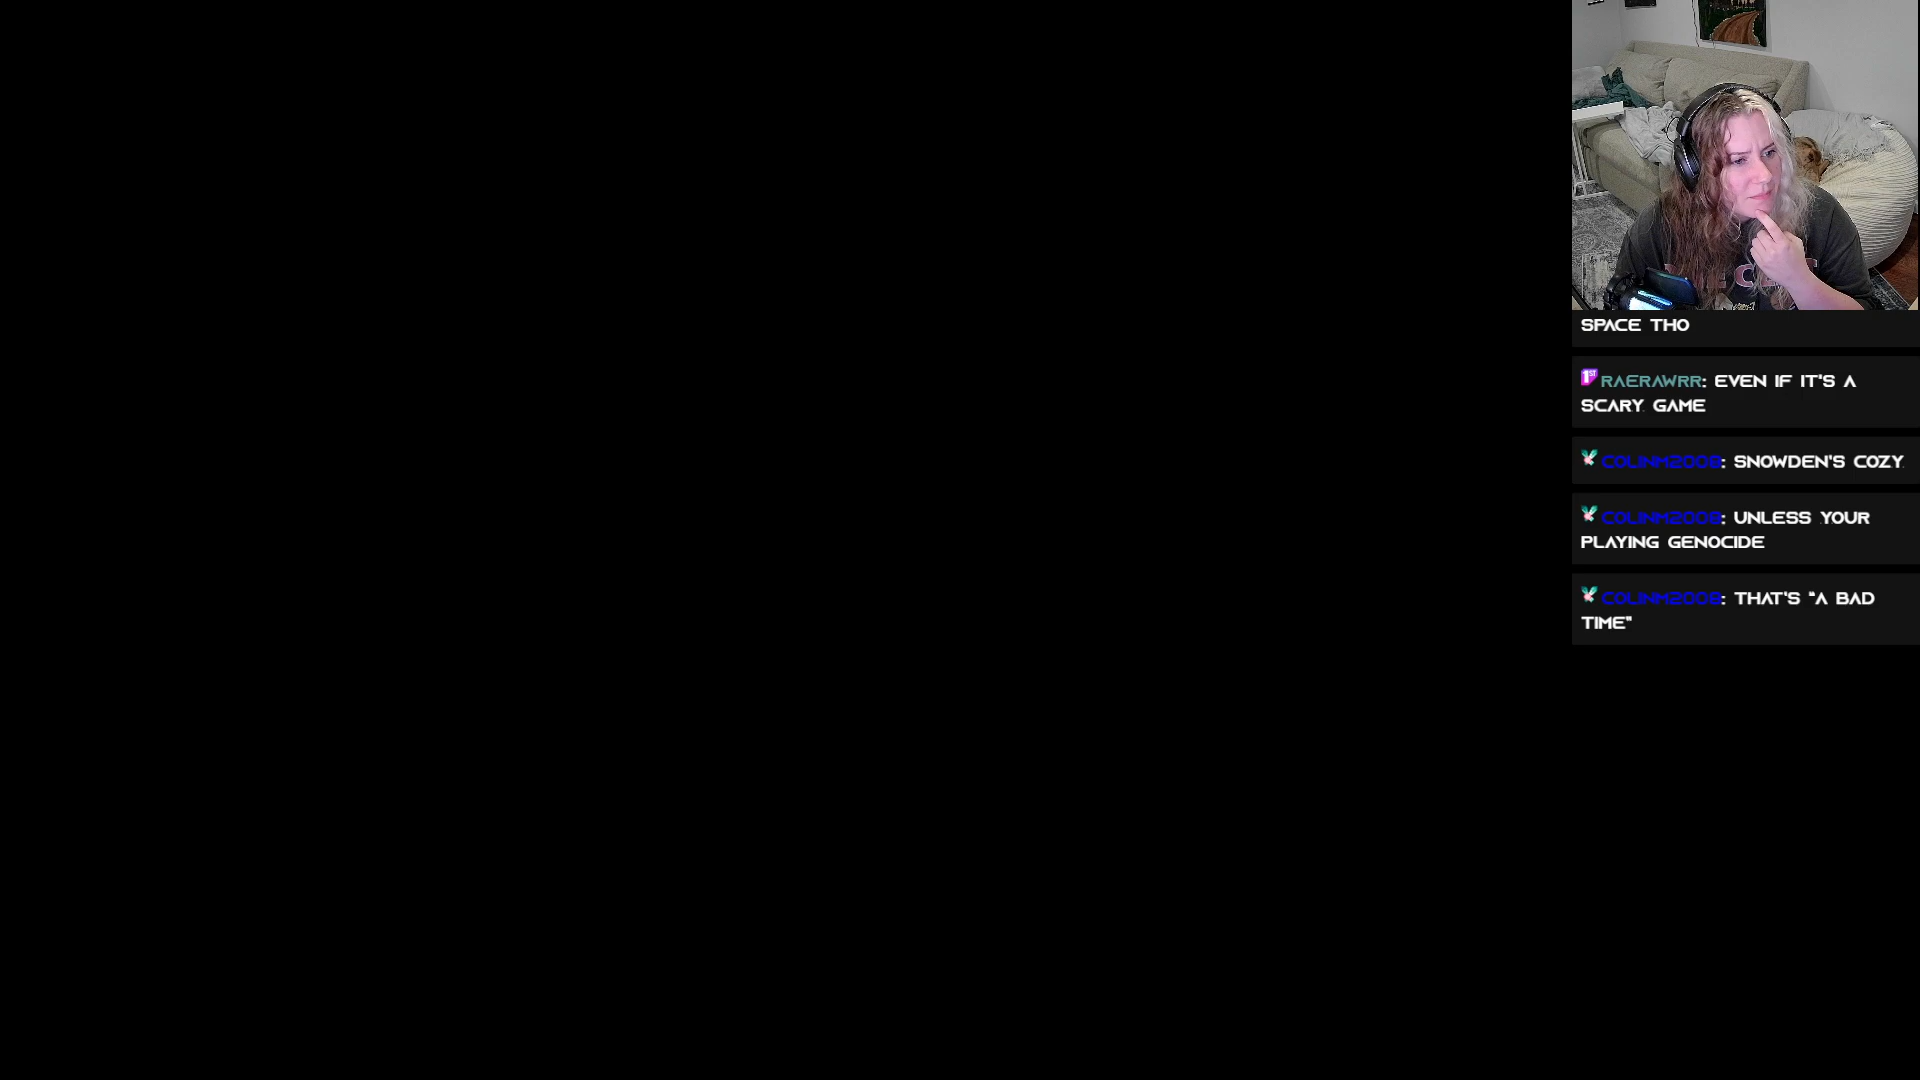 SPACE THO
RAERAWRR: EVEN IF IT'S A
SCARY GAME
COLINM2008: SNOWDEN'S COZY
COLINM2008: UNLESS YOUR
PLAYING GENOCIDE
COLINM2008: THAT'S "A BAD
TIME"